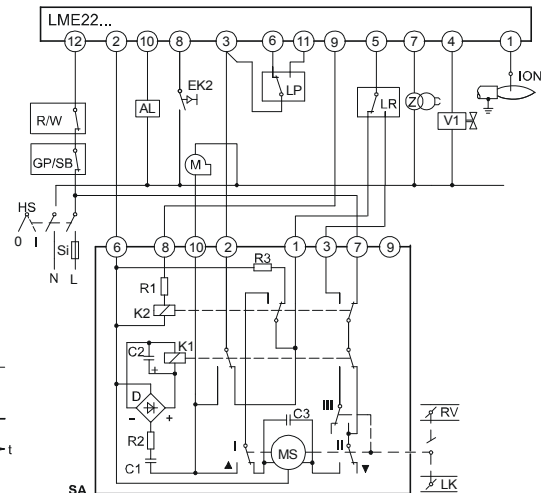 LME22...
12 2 10 8 3 6 11 9 5 7 4 1
ION
EK2
LP
AL
LR
Z
V1
R/W
M
GP/SB
HS
0 I
Si
N L
6 8 10 2 1 3 7 9
R3
R1
K2
I
II
K1
C2
+
D
- +
III
C3
RV
R2
I
MS
II
C1
SA
LK
t